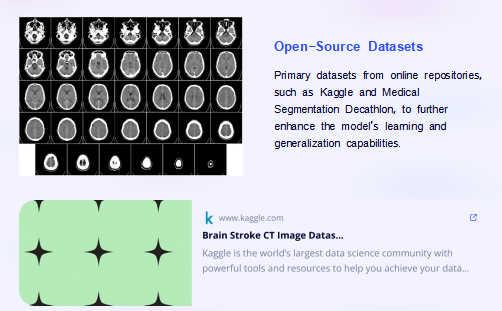 Open-Source Datasets
Primary datasets from online repositories,
such as Kaggle and Medical
Segmentation Decathlon, to further
enhance the model's learning and
generalization capabilities.
k www.kaggle.com
Brain Stroke CT Image Datas...
Kaggle is the world's largest data science community with
powerful tools and resources to help you achieve your data...